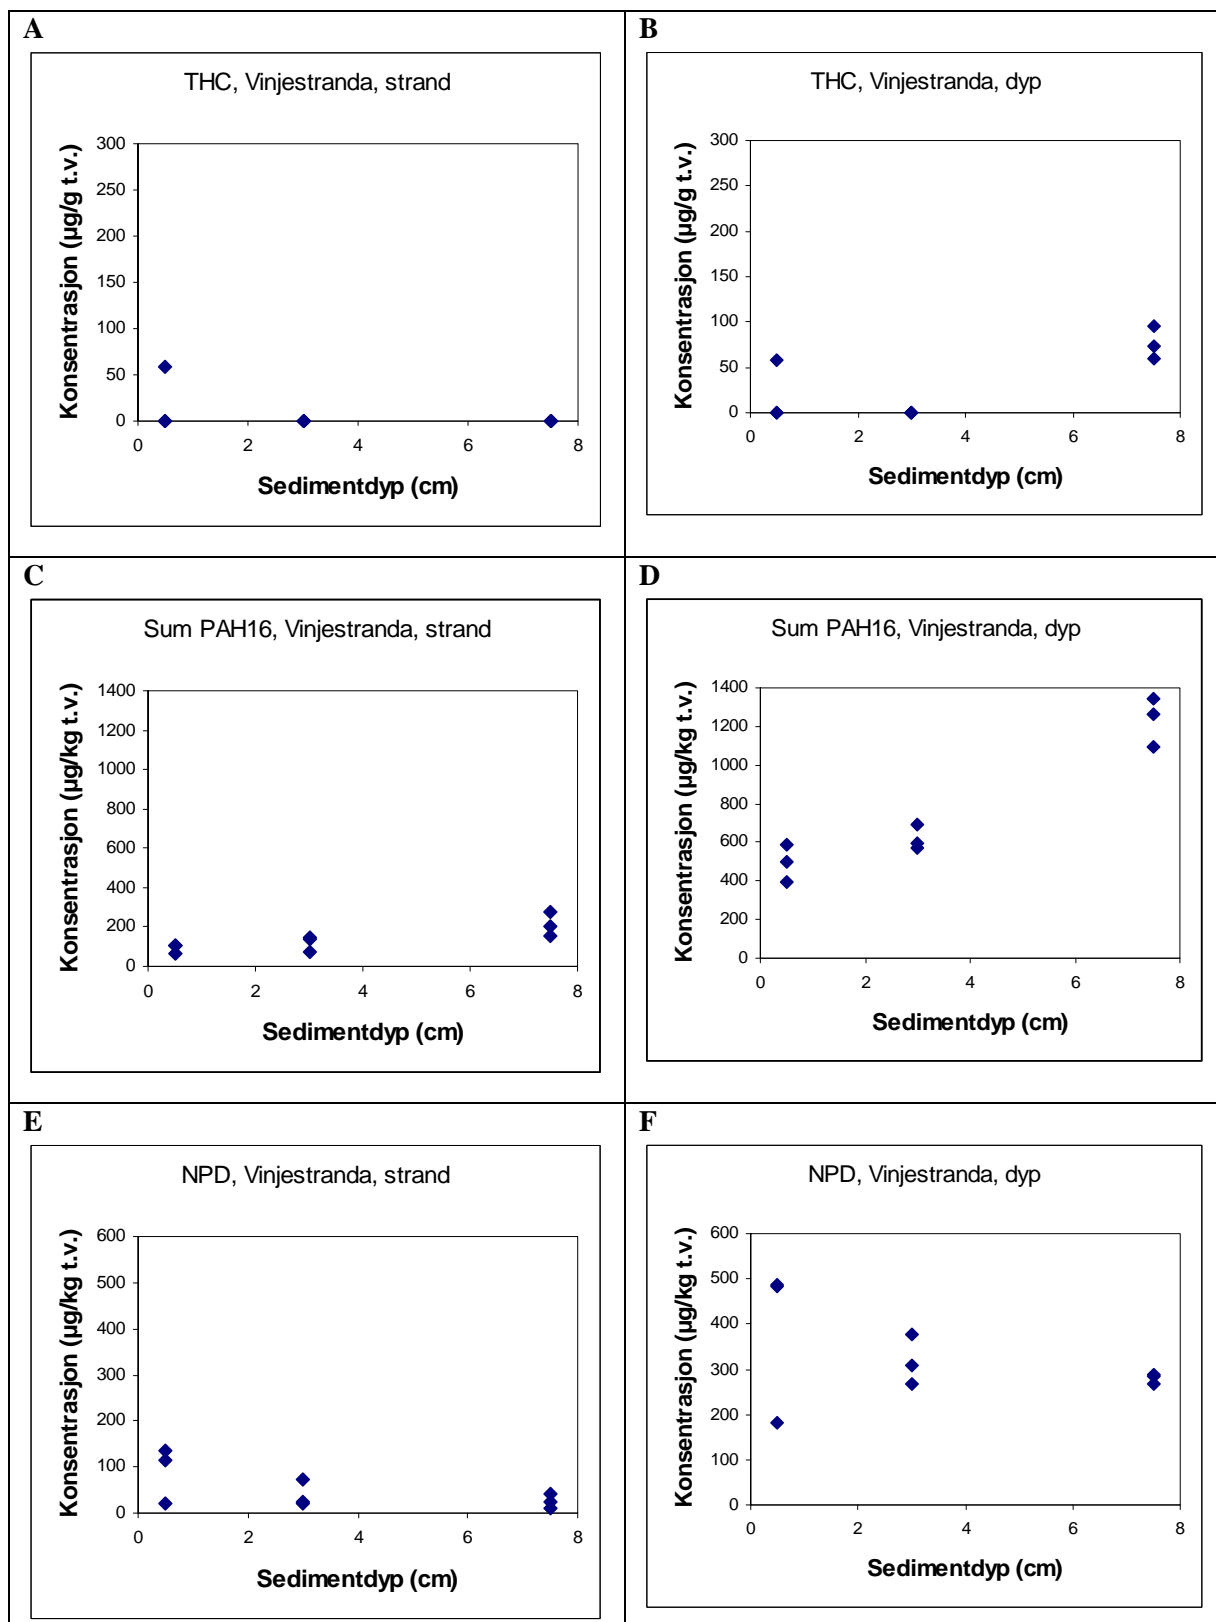 A
THC, Vinjestranda, strand
Konsentrasjon (µg/g t.v.)
300
250
200
150
100
50
0
0 2 4 6 8
Sedimentdyp (cm)
B
THC, Vinjestranda, dyp
Konsentrasjon (µg/g t.v.)
300
250
200
150
100
50
0
0 2 4 6 8
Sedimentdyp (cm)
C
Sum PAH16, Vinjestranda, strand
Konsentrasjon (µg/kg t.v.)
1400
1200
1000
800
600
400
200
0
0 2 4 6 8
Sedimentdyp (cm)
D
Sum PAH16, Vinjestranda, dyp
Konsentrasjon (µg/kg t.v.)
1400
1200
1000
800
600
400
200
0
0 2 4 6 8
Sedimentdyp (cm)
E
NPD, Vinjestranda, strand
Konsentrasjon (µg/kg t.v.)
600
500
400
300
200
100
0
0 2 4 6 8
Sedimentdyp (cm)
F
NPD, Vinjestranda, dyp
Konsentrasjon (µg/kg t.v.)
600
500
400
300
200
100
0
0 2 4 6 8
Sedimentdyp (cm)